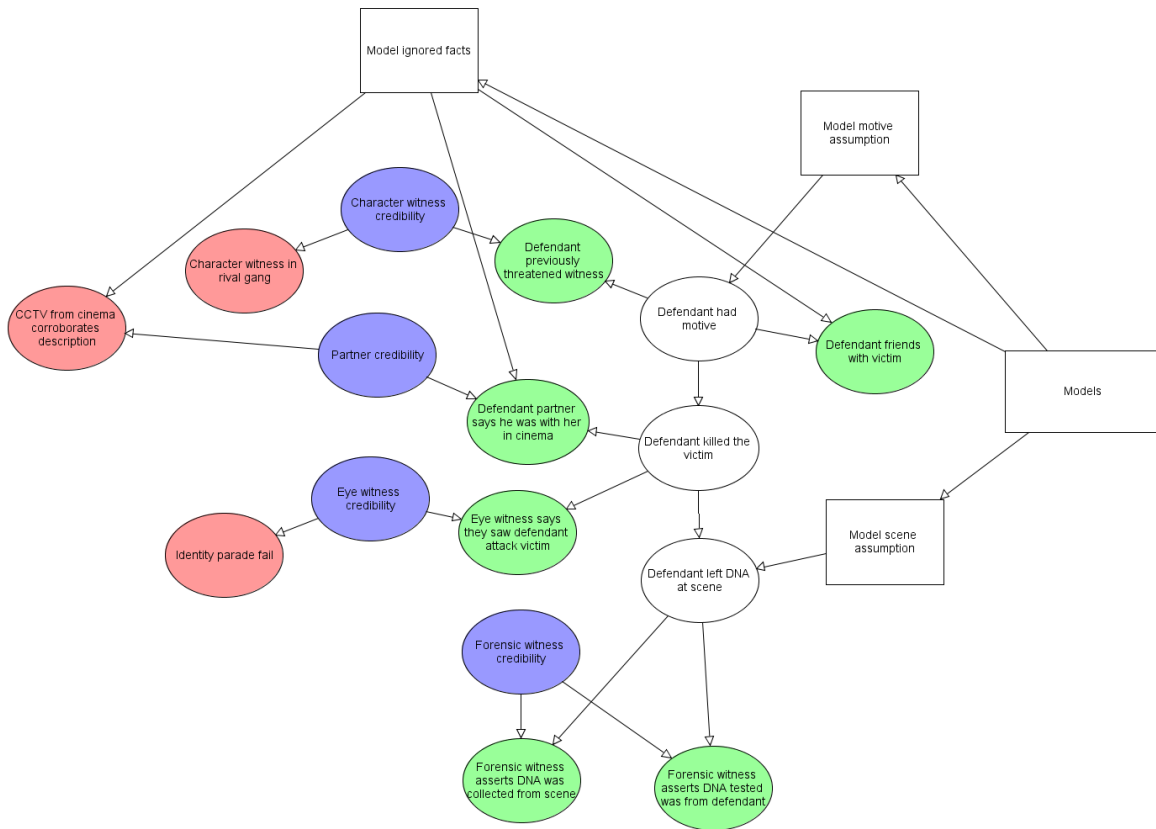 Model ignored facts
Model motive
assumption
Character witness
credibility
Character witness in
rival gang
Defendant
previously
threatened witness
CCTV from cinema
corroborates
description
Defendant had
motive
Defendant friends
with victim
Partner credibility
Models
Defendant partner
says he was with her
in cinema
Defendant killed the
victim
Eye witness
credibility
Eye witness says
they saw defendant
attack victim
Model scene
assumption
Identity parade fail
Defendant left DNA
at scene
Forensic witness
credibility
Forensic witness
asserts DNA was
collected from scene
Forensic witness
asserts DNA tested
was from defendant